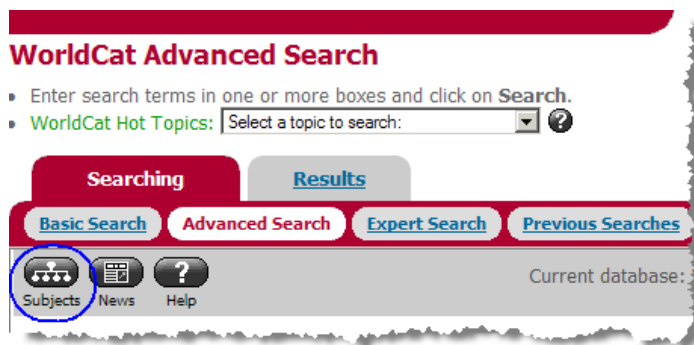 WorldCat Advanced Search
• Enter search terms in one or more boxes and click on Search.
• WorldCat Hot Topics: Select a topic to search: ?
Searching Results
Basic Search Advanced Search Expert Search Previous Searches
? Current database:
Subjects News Help